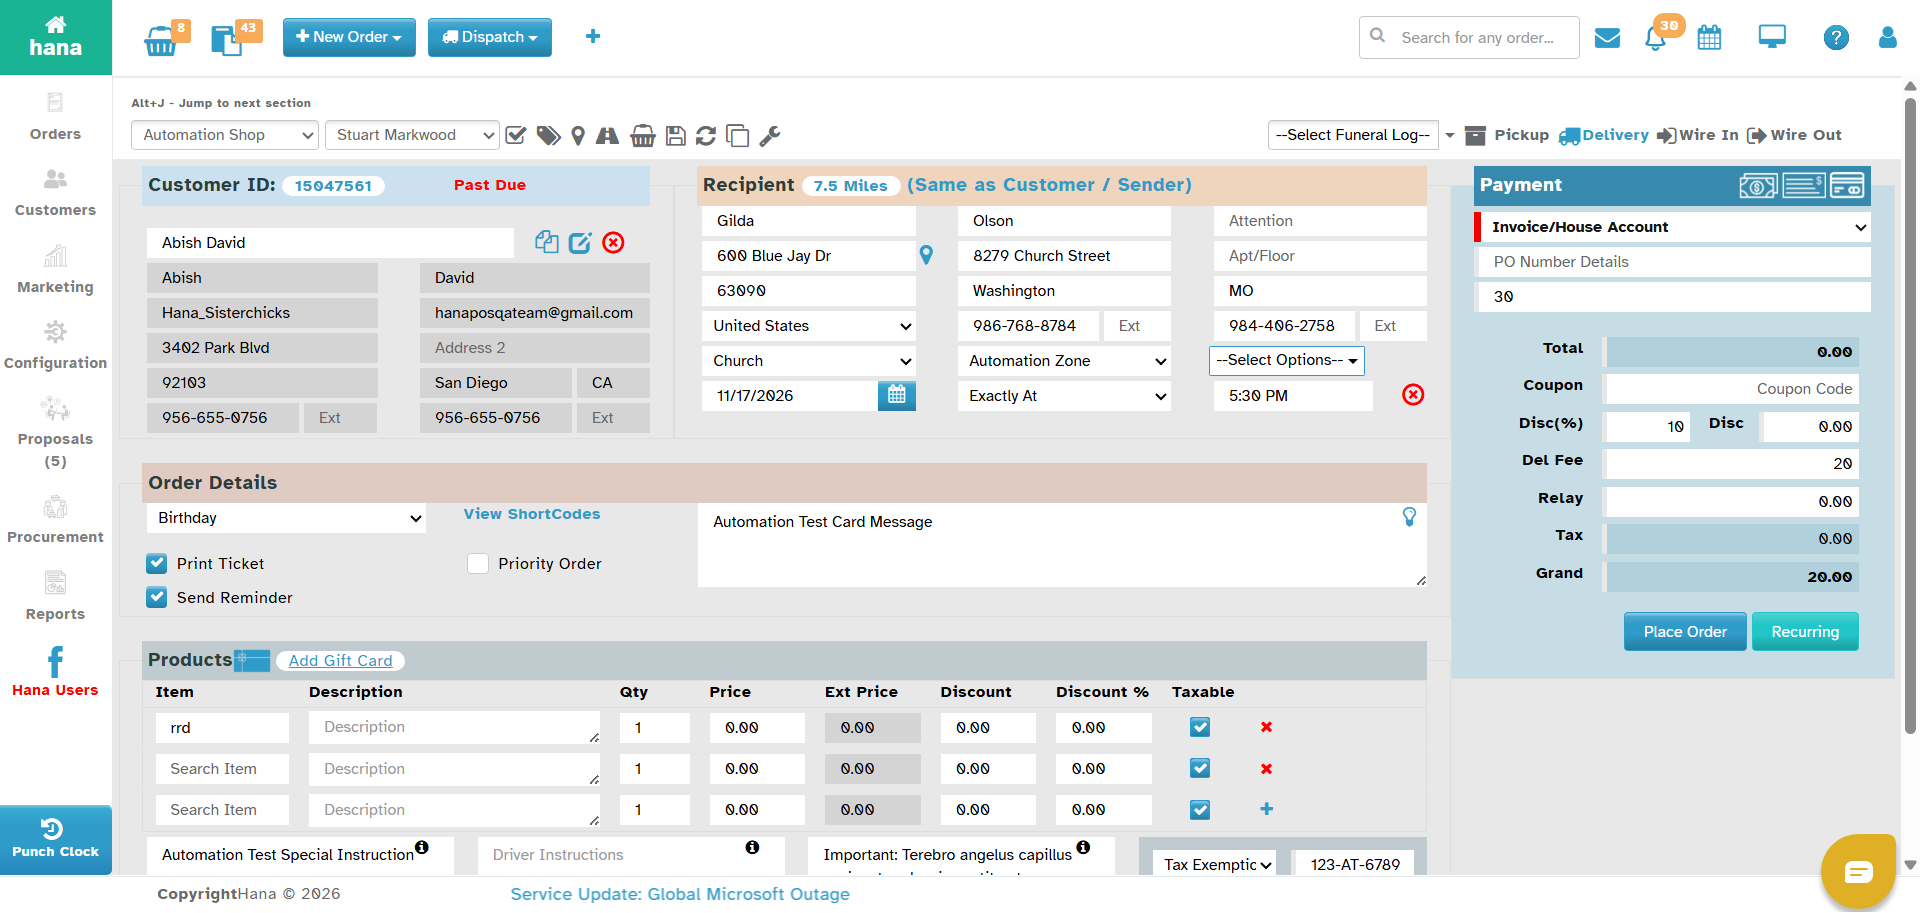 hana
8
43
New Order
Dispatch
Search for any order...
30
Orders
Customers
Marketing
Configuration
Proposals
(5)
Procurement
Reports
Hana Users
Punch Clock
Alt+J - Jump to next section
Automation Shop
Stuart Markwood
--Select Funeral Log--
Pickup
Delivery
Wire In
Wire Out
Customer ID: 15047561 Past Due
Abish David
Abish David
Hana_Sisterchicks hanaposqateam@gmail.com
3402 Park Blvd Address 2
92103 San Diego CA
956-655-0756 Ext 956-655-0756 Ext
Recipient 7.5 Miles (Same as Customer / Sender)
Gilda Olson Attention
600 Blue Jay Dr 8279 Church Street Apt/Floor
63090 Washington MO
United States 986-768-8784 Ext 984-406-2758 Ext
Church Automation Zone --Select Options--
11/17/2026 Exactly At 5:30 PM
Payment
Invoice/House Account
PO Number Details
30
Total 0.00
Coupon Coupon Code
Disc(%) 10 Disc 0.00
Del Fee 20
Relay 0.00
Tax 0.00
Grand 20.00
Place Order Recurring
Order Details
Birthday View ShortCodes Automation Test Card Message
Print Ticket Priority Order
Send Reminder
Products Add Gift Card
Item Description Qty Price Ext Price Discount Discount % Taxable
rrd Description 1 0.00 0.00 0.00 0.00
Search Item Description 1 0.00 0.00 0.00 0.00
Search Item Description 1 0.00 0.00 0.00 0.00
Automation Test Special Instruction Driver Instructions Important: Terebro angelus capillus Tax Exemptic 123-AT-6789
CopyrightHana © 2026 Service Update: Global Microsoft Outage